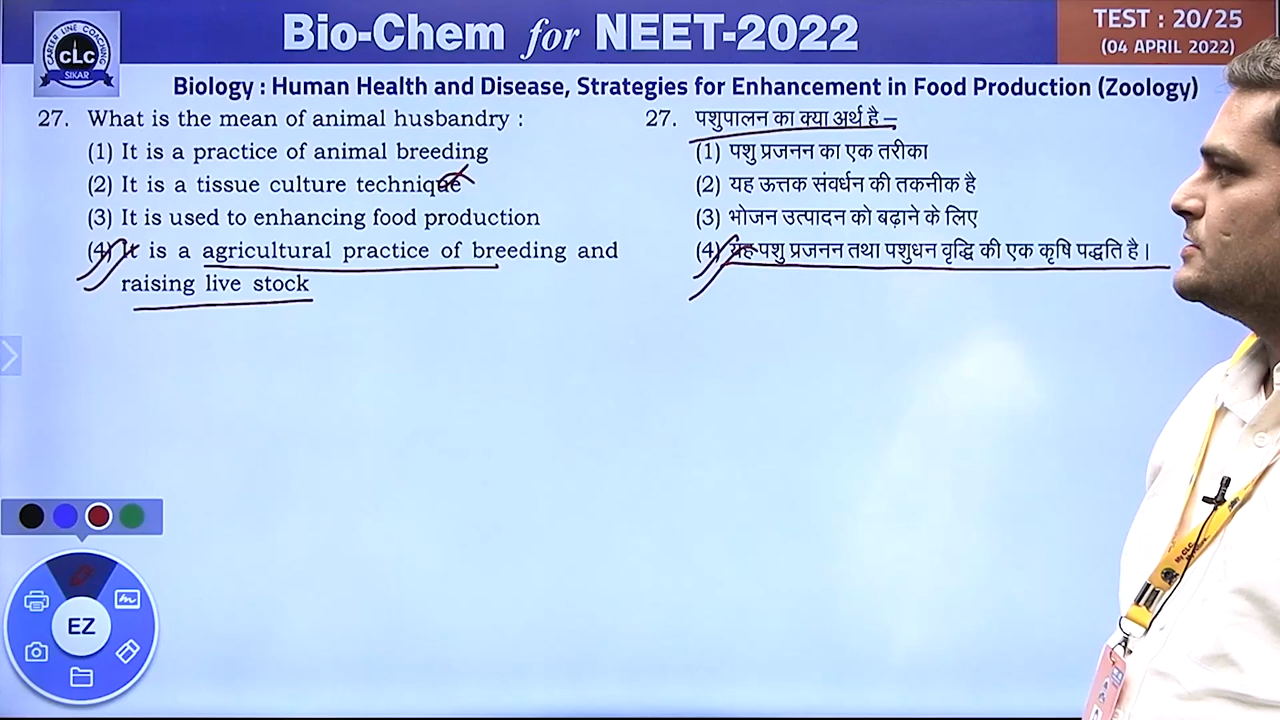 Bio-Chem for NEET-2022
TEST : 20/25
(04 APRIL 2022)
CAREER LINE COACHING
CLC
SIKAR
Biology : Human Health and Disease, Strategies for Enhancement in Food Production (Zoology)
27. What is the mean of animal husbandry :
(1) It is a practice of animal breeding
(2) It is a tissue culture technique
(3) It is used to enhancing food production
(4) It is a agricultural practice of breeding and
raising live stock
27. पशुपालन का क्या अर्थ है –
(1) पशु प्रजनन का एक तरीका
(2) यह ऊत्तक संवर्धन की तकनीक है
(3) भोजन उत्पादन को बढ़ाने के लिए
(4) यह पशु प्रजनन तथा पशुधन वृद्धि की एक कृषि पद्धति है।
EZ
My CLC